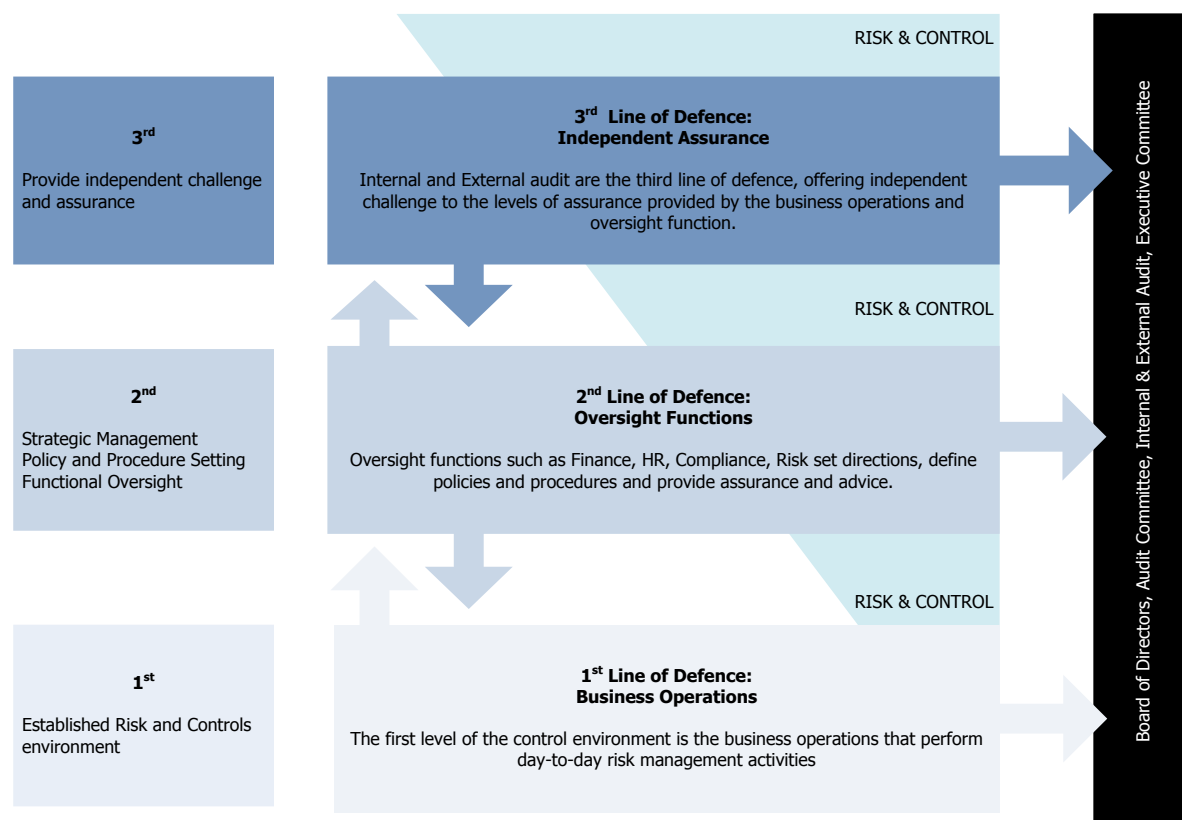 RISK & CONTROL
3rd
Provide independent challenge
and assurance
3rd Line of Defence:
Independent Assurance
Internal and External audit are the third line of defence, offering independent
challenge to the levels of assurance provided by the business operations and
oversight function.
RISK & CONTROL
2nd
Strategic Management
Policy and Procedure Setting
Functional Oversight
2nd Line of Defence:
Oversight Functions
Oversight functions such as Finance, HR, Compliance, Risk set directions, define
policies and procedures and provide assurance and advice.
RISK & CONTROL
1st
Established Risk and Controls
environment
1st Line of Defence:
Business Operations
The first level of the control environment is the business operations that perform
day-to-day risk management activities
Board of Directors, Audit Committee, Internal & External Audit, Executive Committee